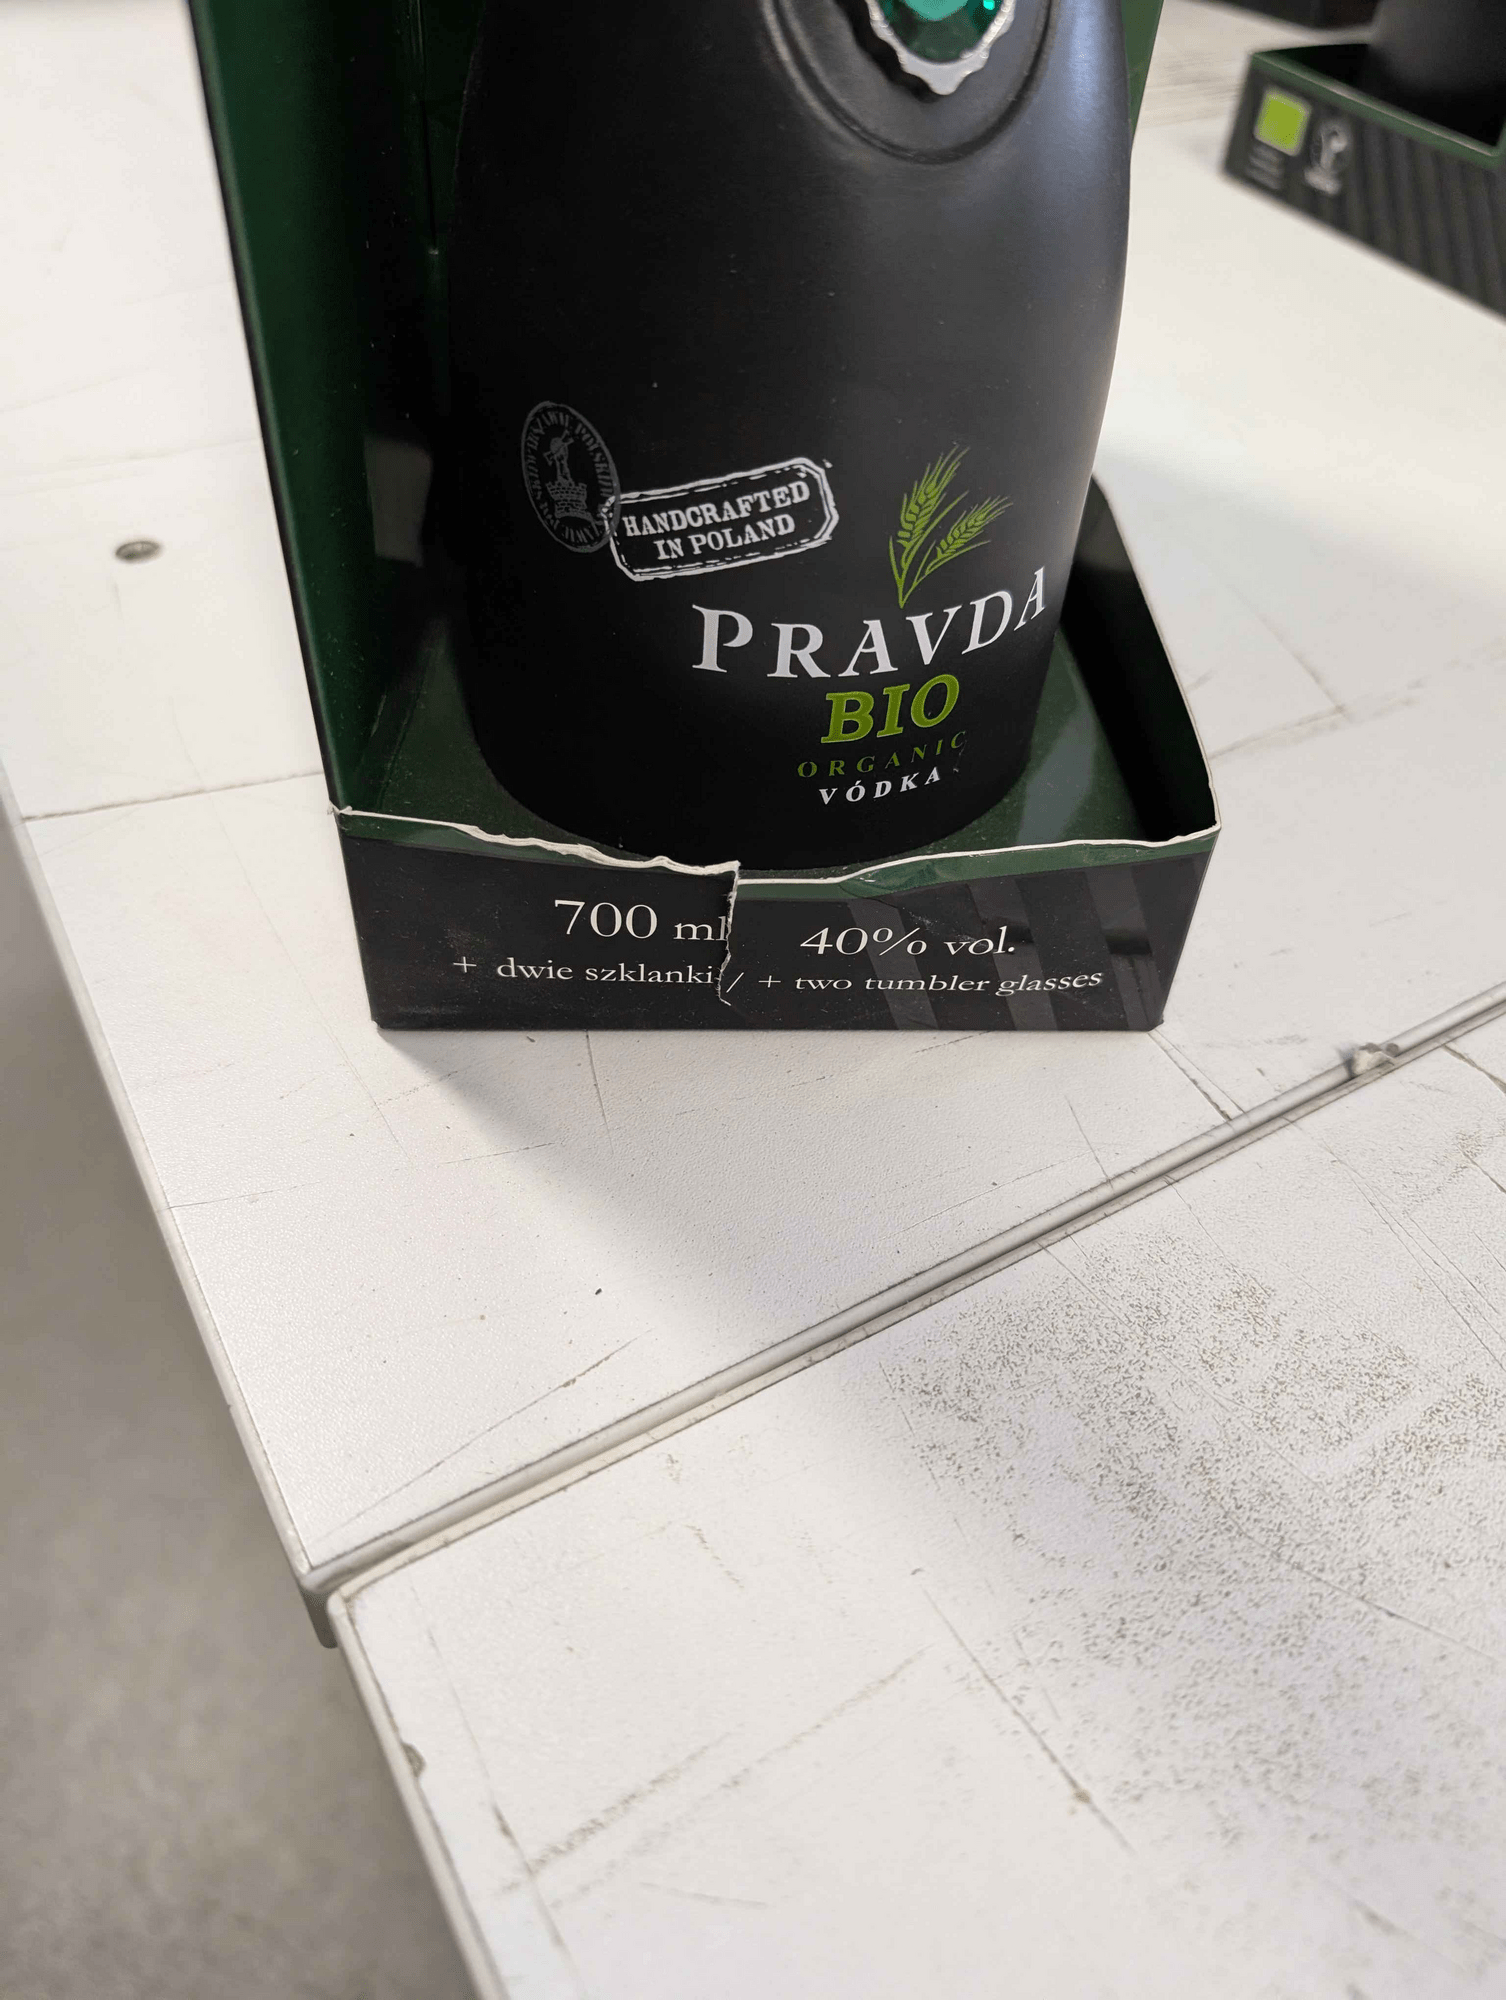 HANDCRAFTED
IN POLAND
PRAVDA
BIO
ORGANIC
VÓDKA
700 ml 40% vol.
+ dwie szklanki / + two tumbler glasses